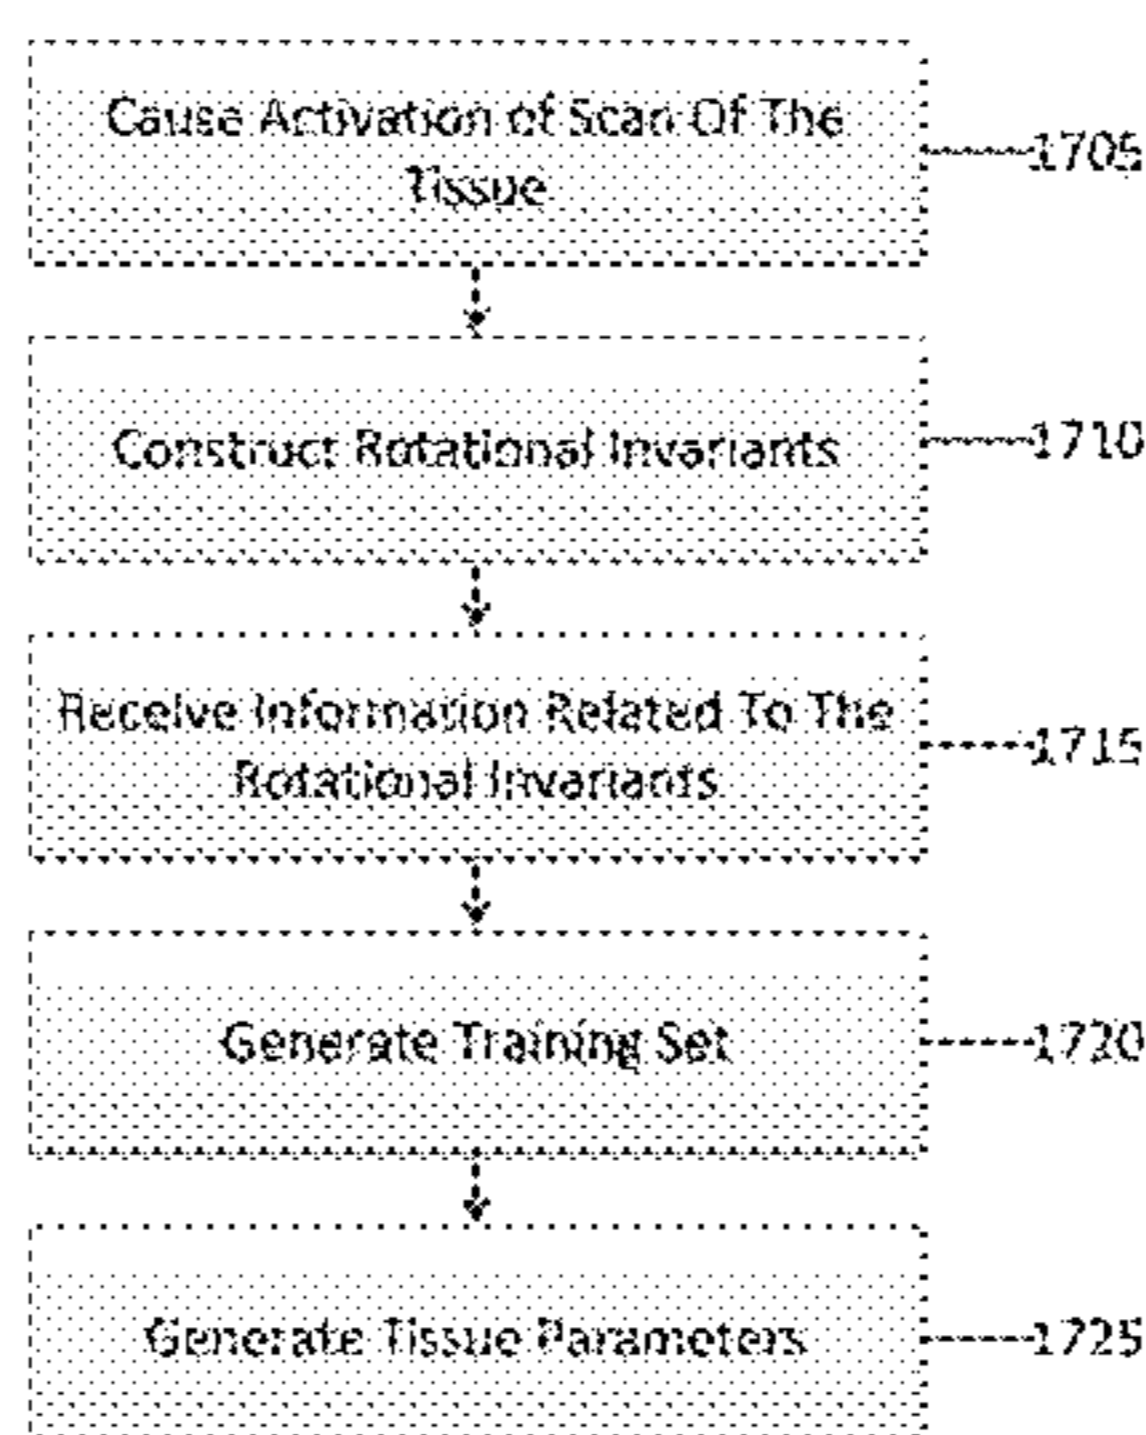 Cause Activation of Scan Of The
Tissue
1705
Construct Rotational Invariants
1710
Receive Information Related To The
Rotational Invariants
1715
Generate Training Set
1720
Generate Tissue Parameters
1725